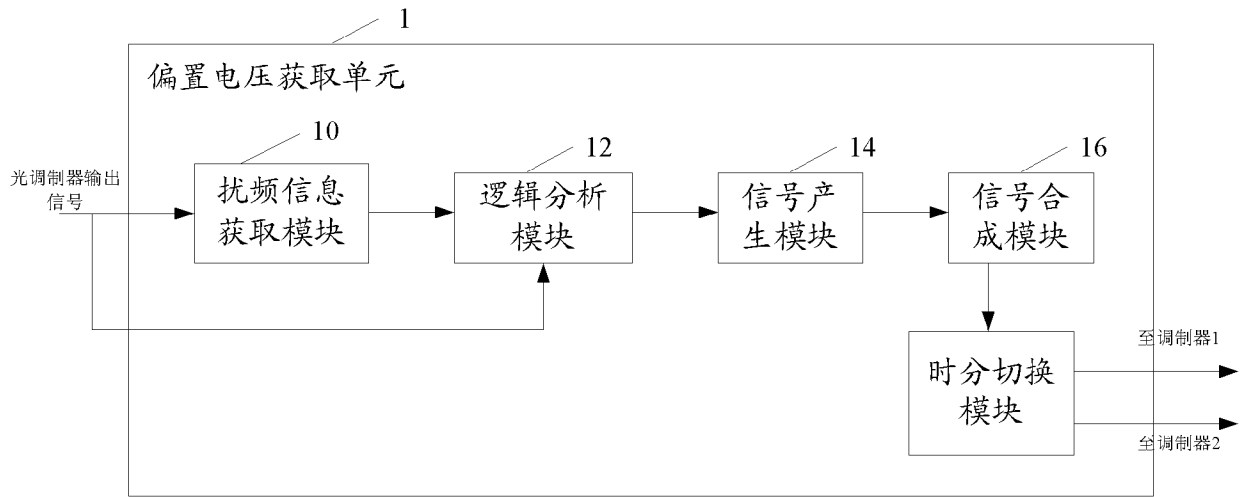 1
偏置电压获取单元
10
12
14
16
光调制器输出
信号
扰频信息
获取模块
逻辑分析
模块
信号产
生模块
信号合
成模块
至调制器1
时分切换
模块
至调制器2